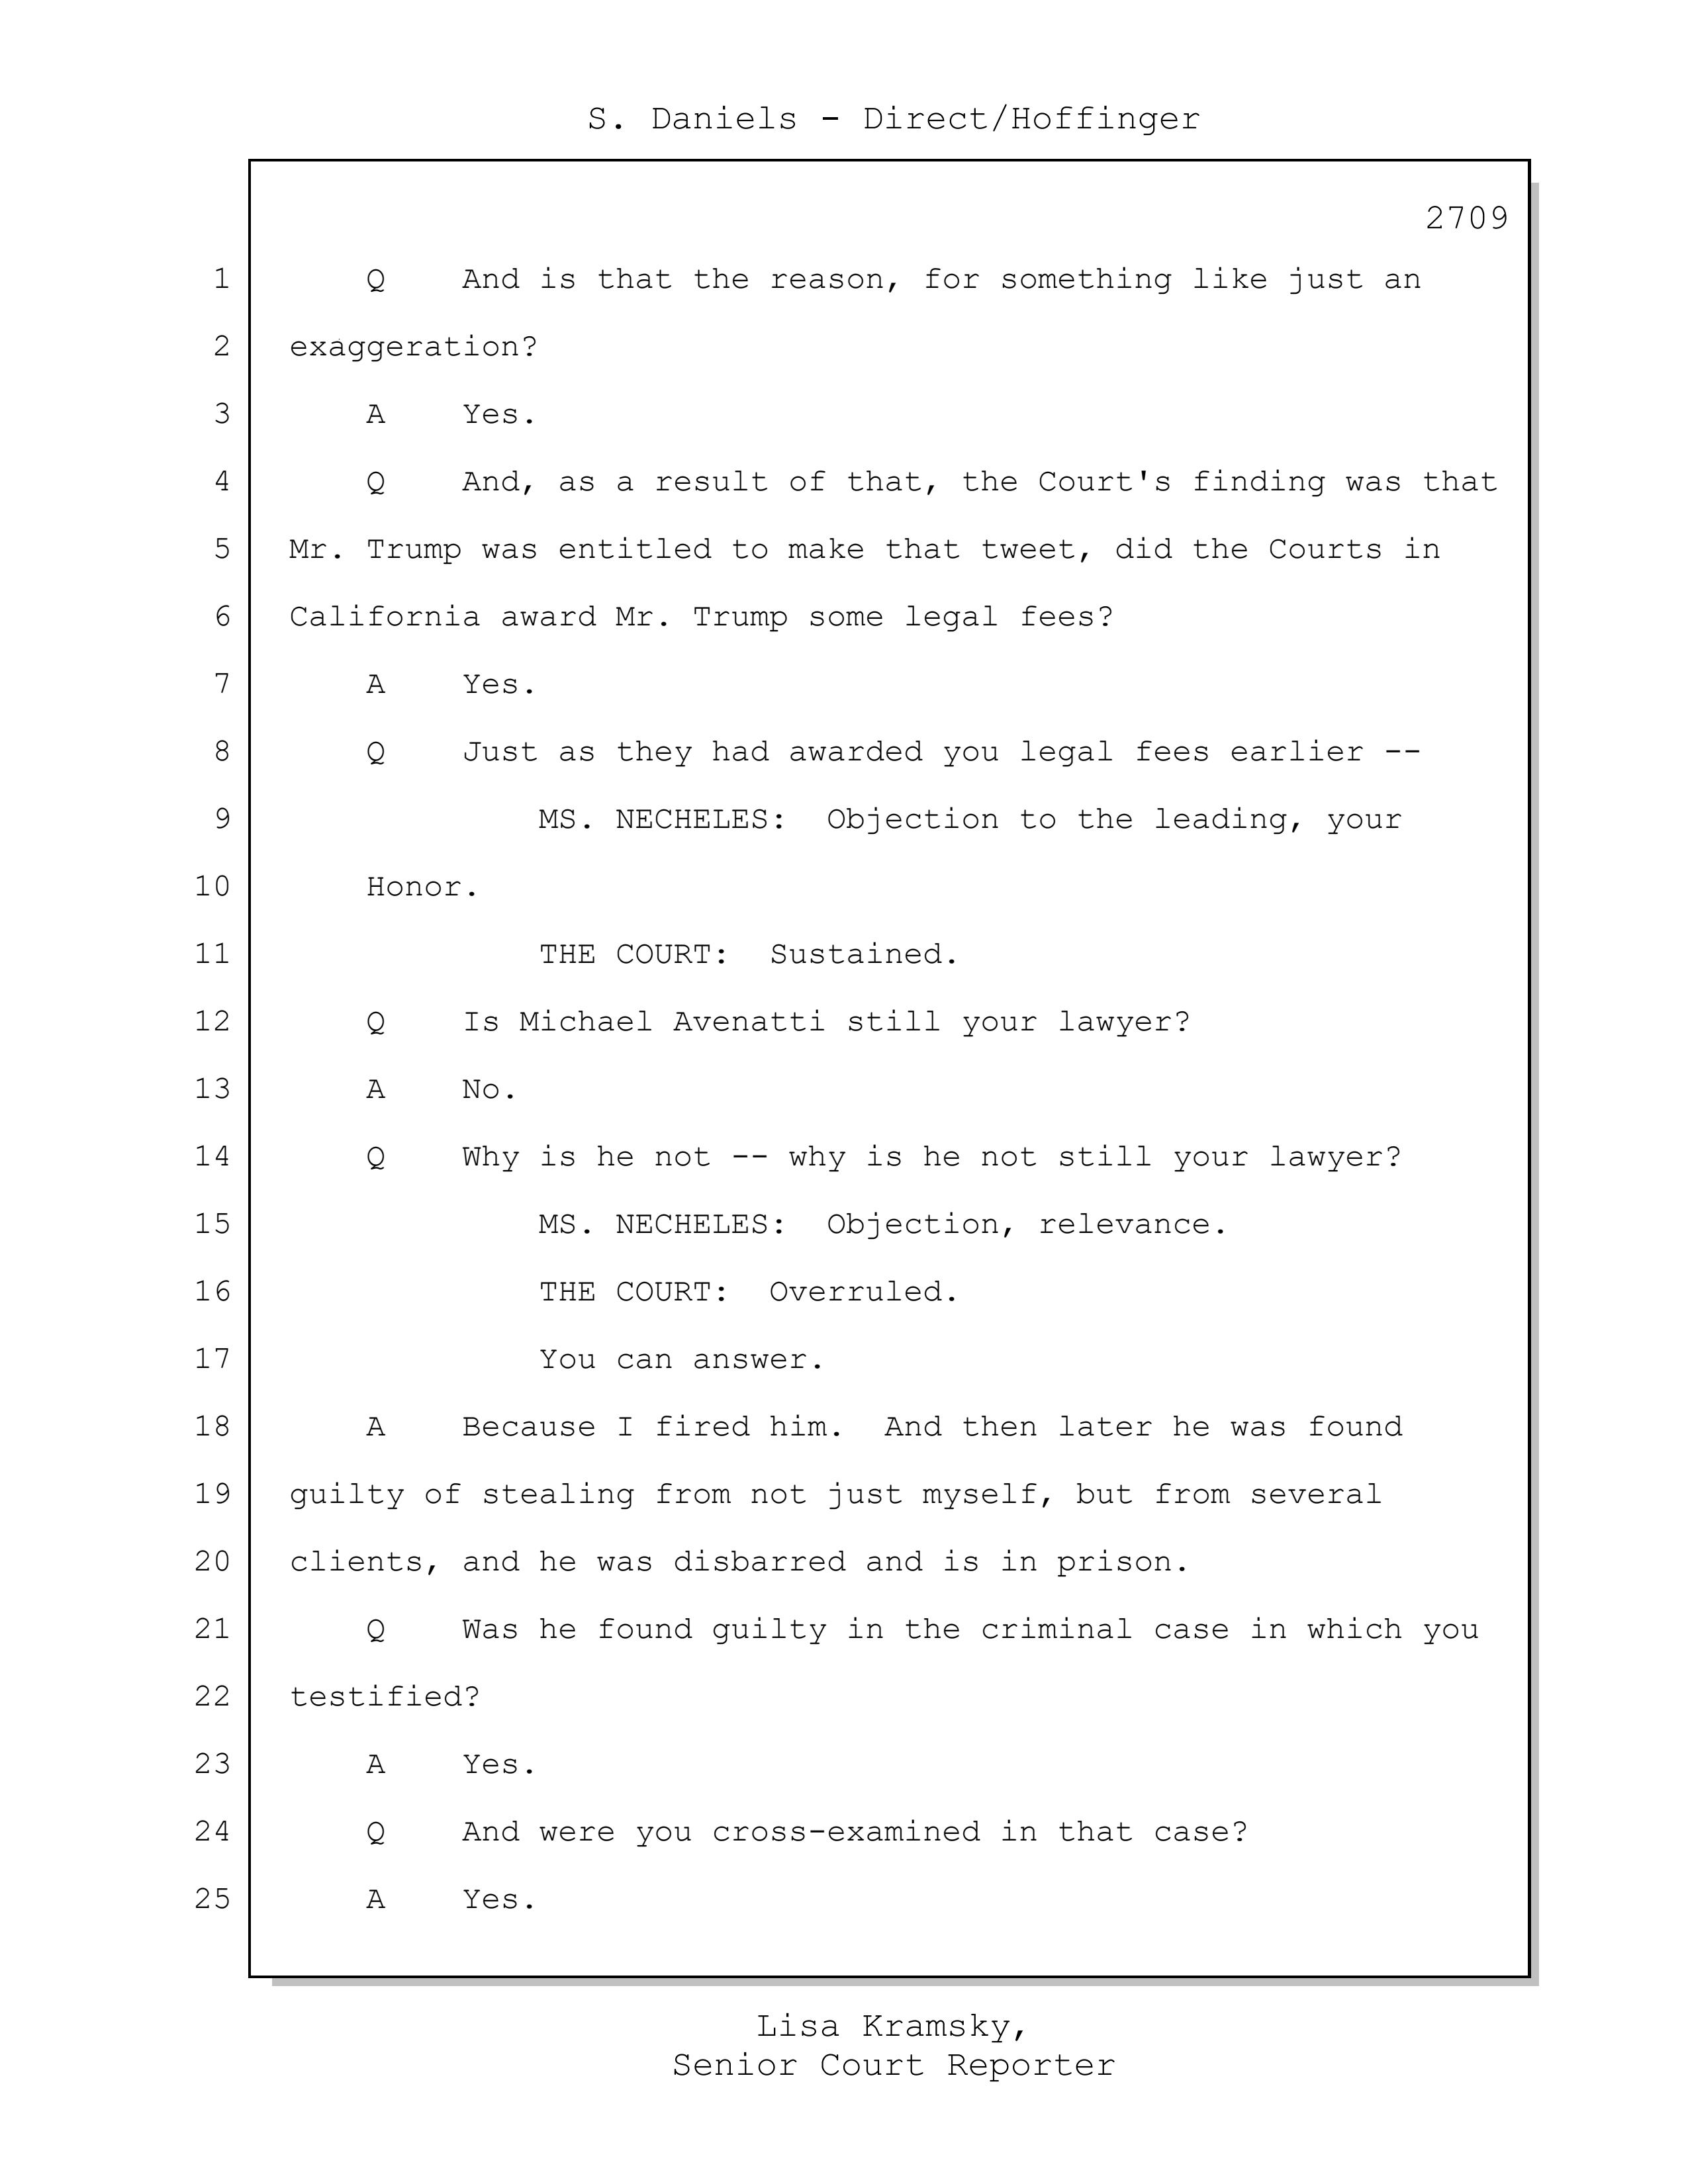 S. Daniels - Direct/Hoffinger
2709
1 Q And is that the reason, for something like just an
2 exaggeration?
3 A Yes.
4 Q And, as a result of that, the Court's finding was that
5 Mr. Trump was entitled to make that tweet, did the Courts in
6 California award Mr. Trump some legal fees?
7 A Yes.
8 Q Just as they had awarded you legal fees earlier --
9 MS. NECHELES: Objection to the leading, your
10 Honor.
11 THE COURT: Sustained.
12 Q Is Michael Avenatti still your lawyer?
13 A No.
14 Q Why is he not -- why is he not still your lawyer?
15 MS. NECHELES: Objection, relevance.
16 THE COURT: Overruled.
17 You can answer.
18 A Because I fired him. And then later he was found
19 guilty of stealing from not just myself, but from several
20 clients, and he was disbarred and is in prison.
21 Q Was he found guilty in the criminal case in which you
22 testified?
23 A Yes.
24 Q And were you cross-examined in that case?
25 A Yes.
Lisa Kramsky,
Senior Court Reporter